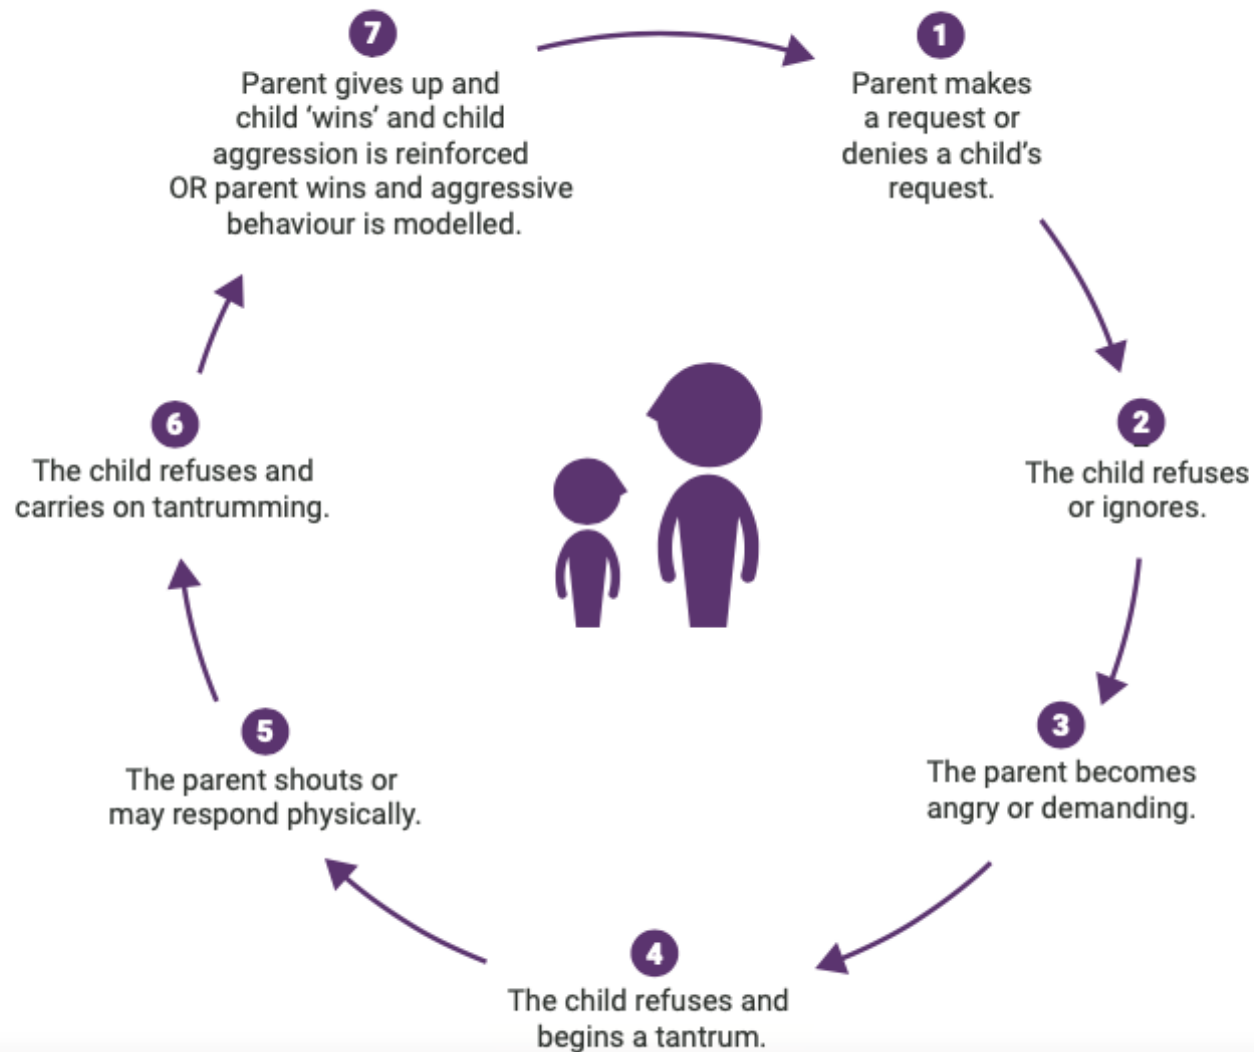 1
Parent makes
a request or
denies a child’s
request.
2
The child refuses
or ignores.
3
The parent becomes
angry or demanding.
4
The child refuses and
begins a tantrum.
5
The parent shouts or
may respond physically.
6
The child refuses and
carries on tantrumming.
7
Parent gives up and
child ‘wins’ and child
aggression is reinforced
OR parent wins and aggressive
behaviour is modelled.